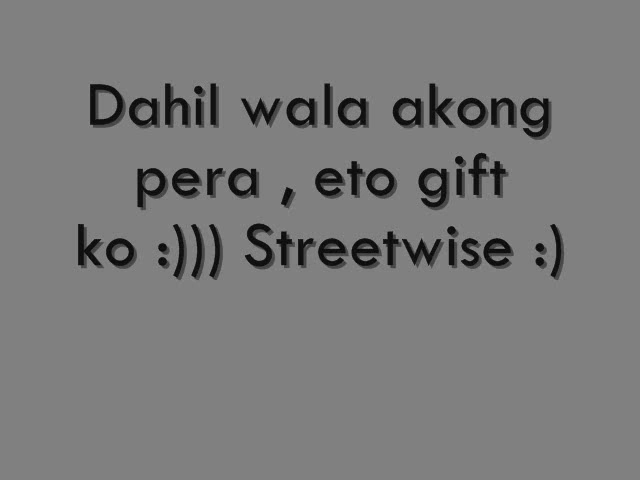 Dahil wala akong
pera , eto gift
ko :))) Streetwise :)